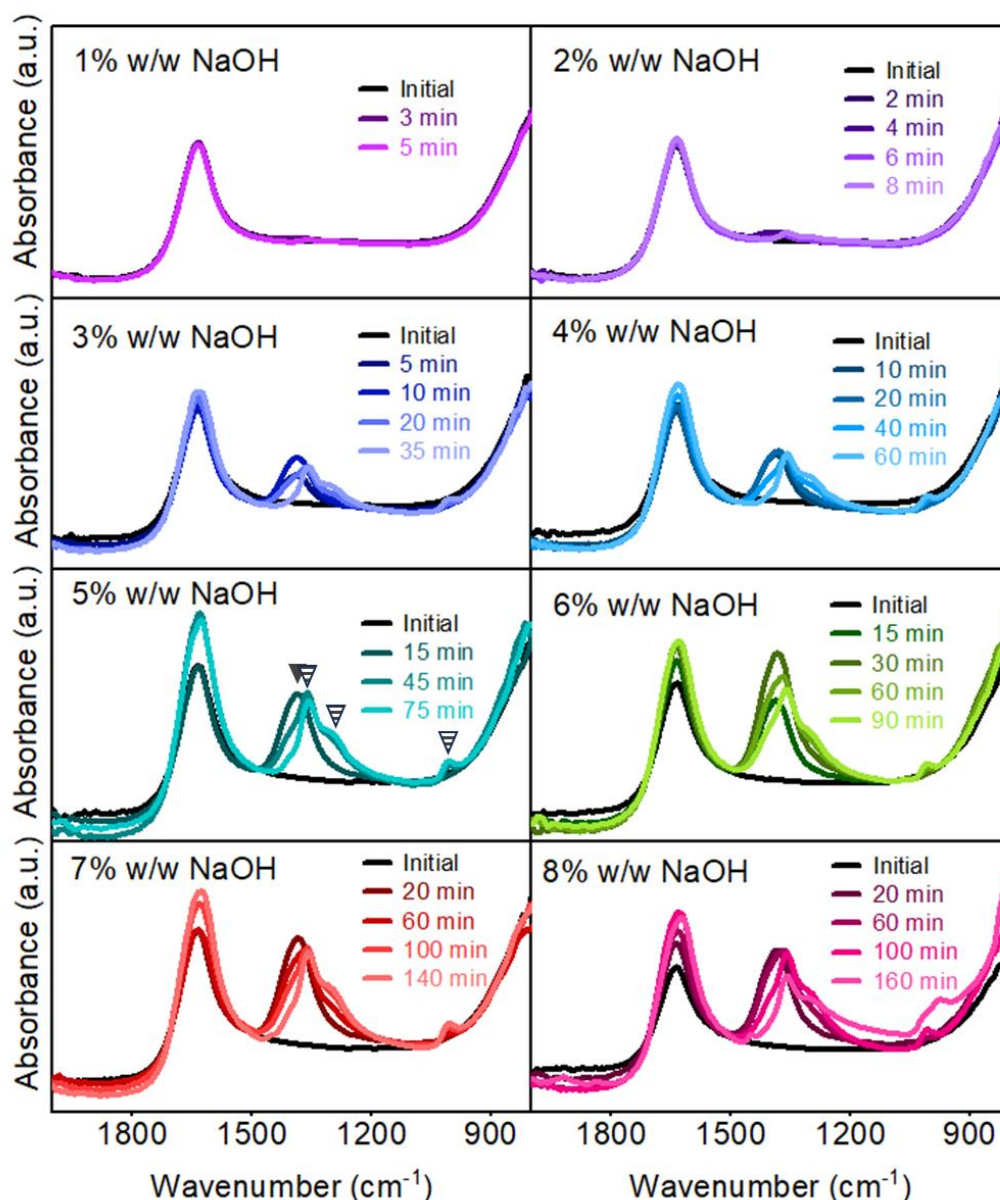 Absorbance (a.u.)
1% w/w NaOH
Initial
3 min
5 min
2% w/w NaOH
Initial
2 min
4 min
6 min
8 min
Absorbance (a.u.)
3% w/w NaOH
Initial
5 min
10 min
20 min
35 min
4% w/w NaOH
Initial
10 min
20 min
40 min
60 min
Absorbance (a.u.)
5% w/w NaOH
Initial
15 min
45 min
75 min
6% w/w NaOH
Initial
15 min
30 min
60 min
90 min
Absorbance (a.u.)
7% w/w NaOH
Initial
20 min
60 min
100 min
140 min
8% w/w NaOH
Initial
20 min
60 min
100 min
160 min
1800 1500 1200 900
1800 1500 1200 900
Wavenumber (cm⁻¹)
Wavenumber (cm⁻¹)